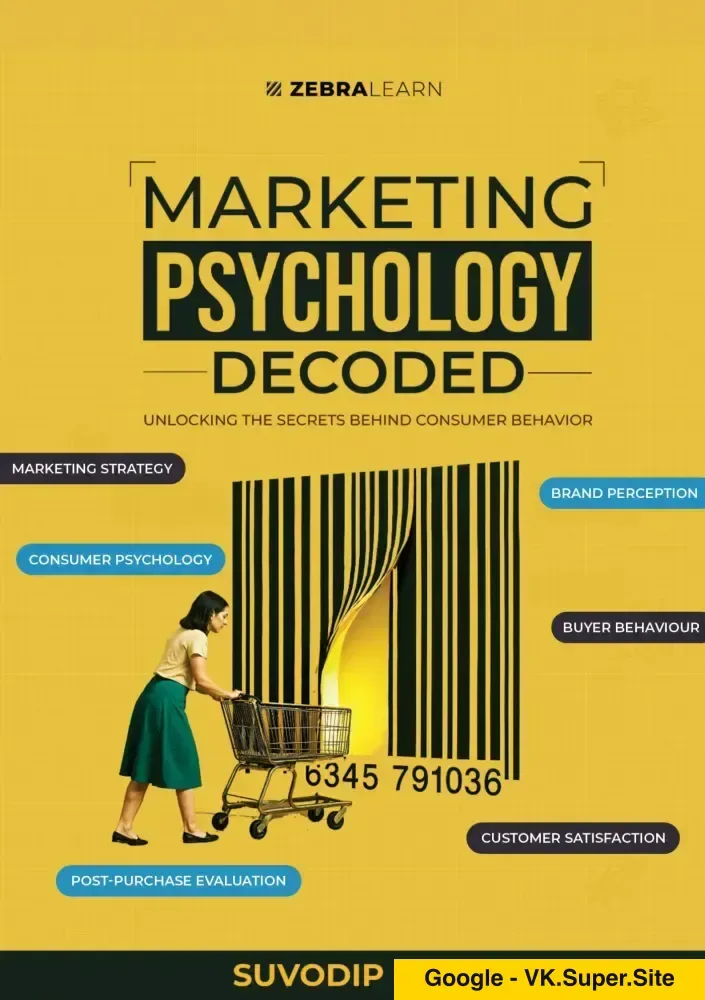 ZEBRALEARN
MARKETING
PSYCHOLOGY
DECODED
UNLOCKING THE SECRETS BEHIND CONSUMER BEHAVIOR
MARKETING STRATEGY
BRAND PERCEPTION
CONSUMER PSYCHOLOGY
BUYER BEHAVIOUR
6345 791036
CUSTOMER SATISFACTION
POST-PURCHASE EVALUATION
SUVODIP
Google - VK.Super.Site